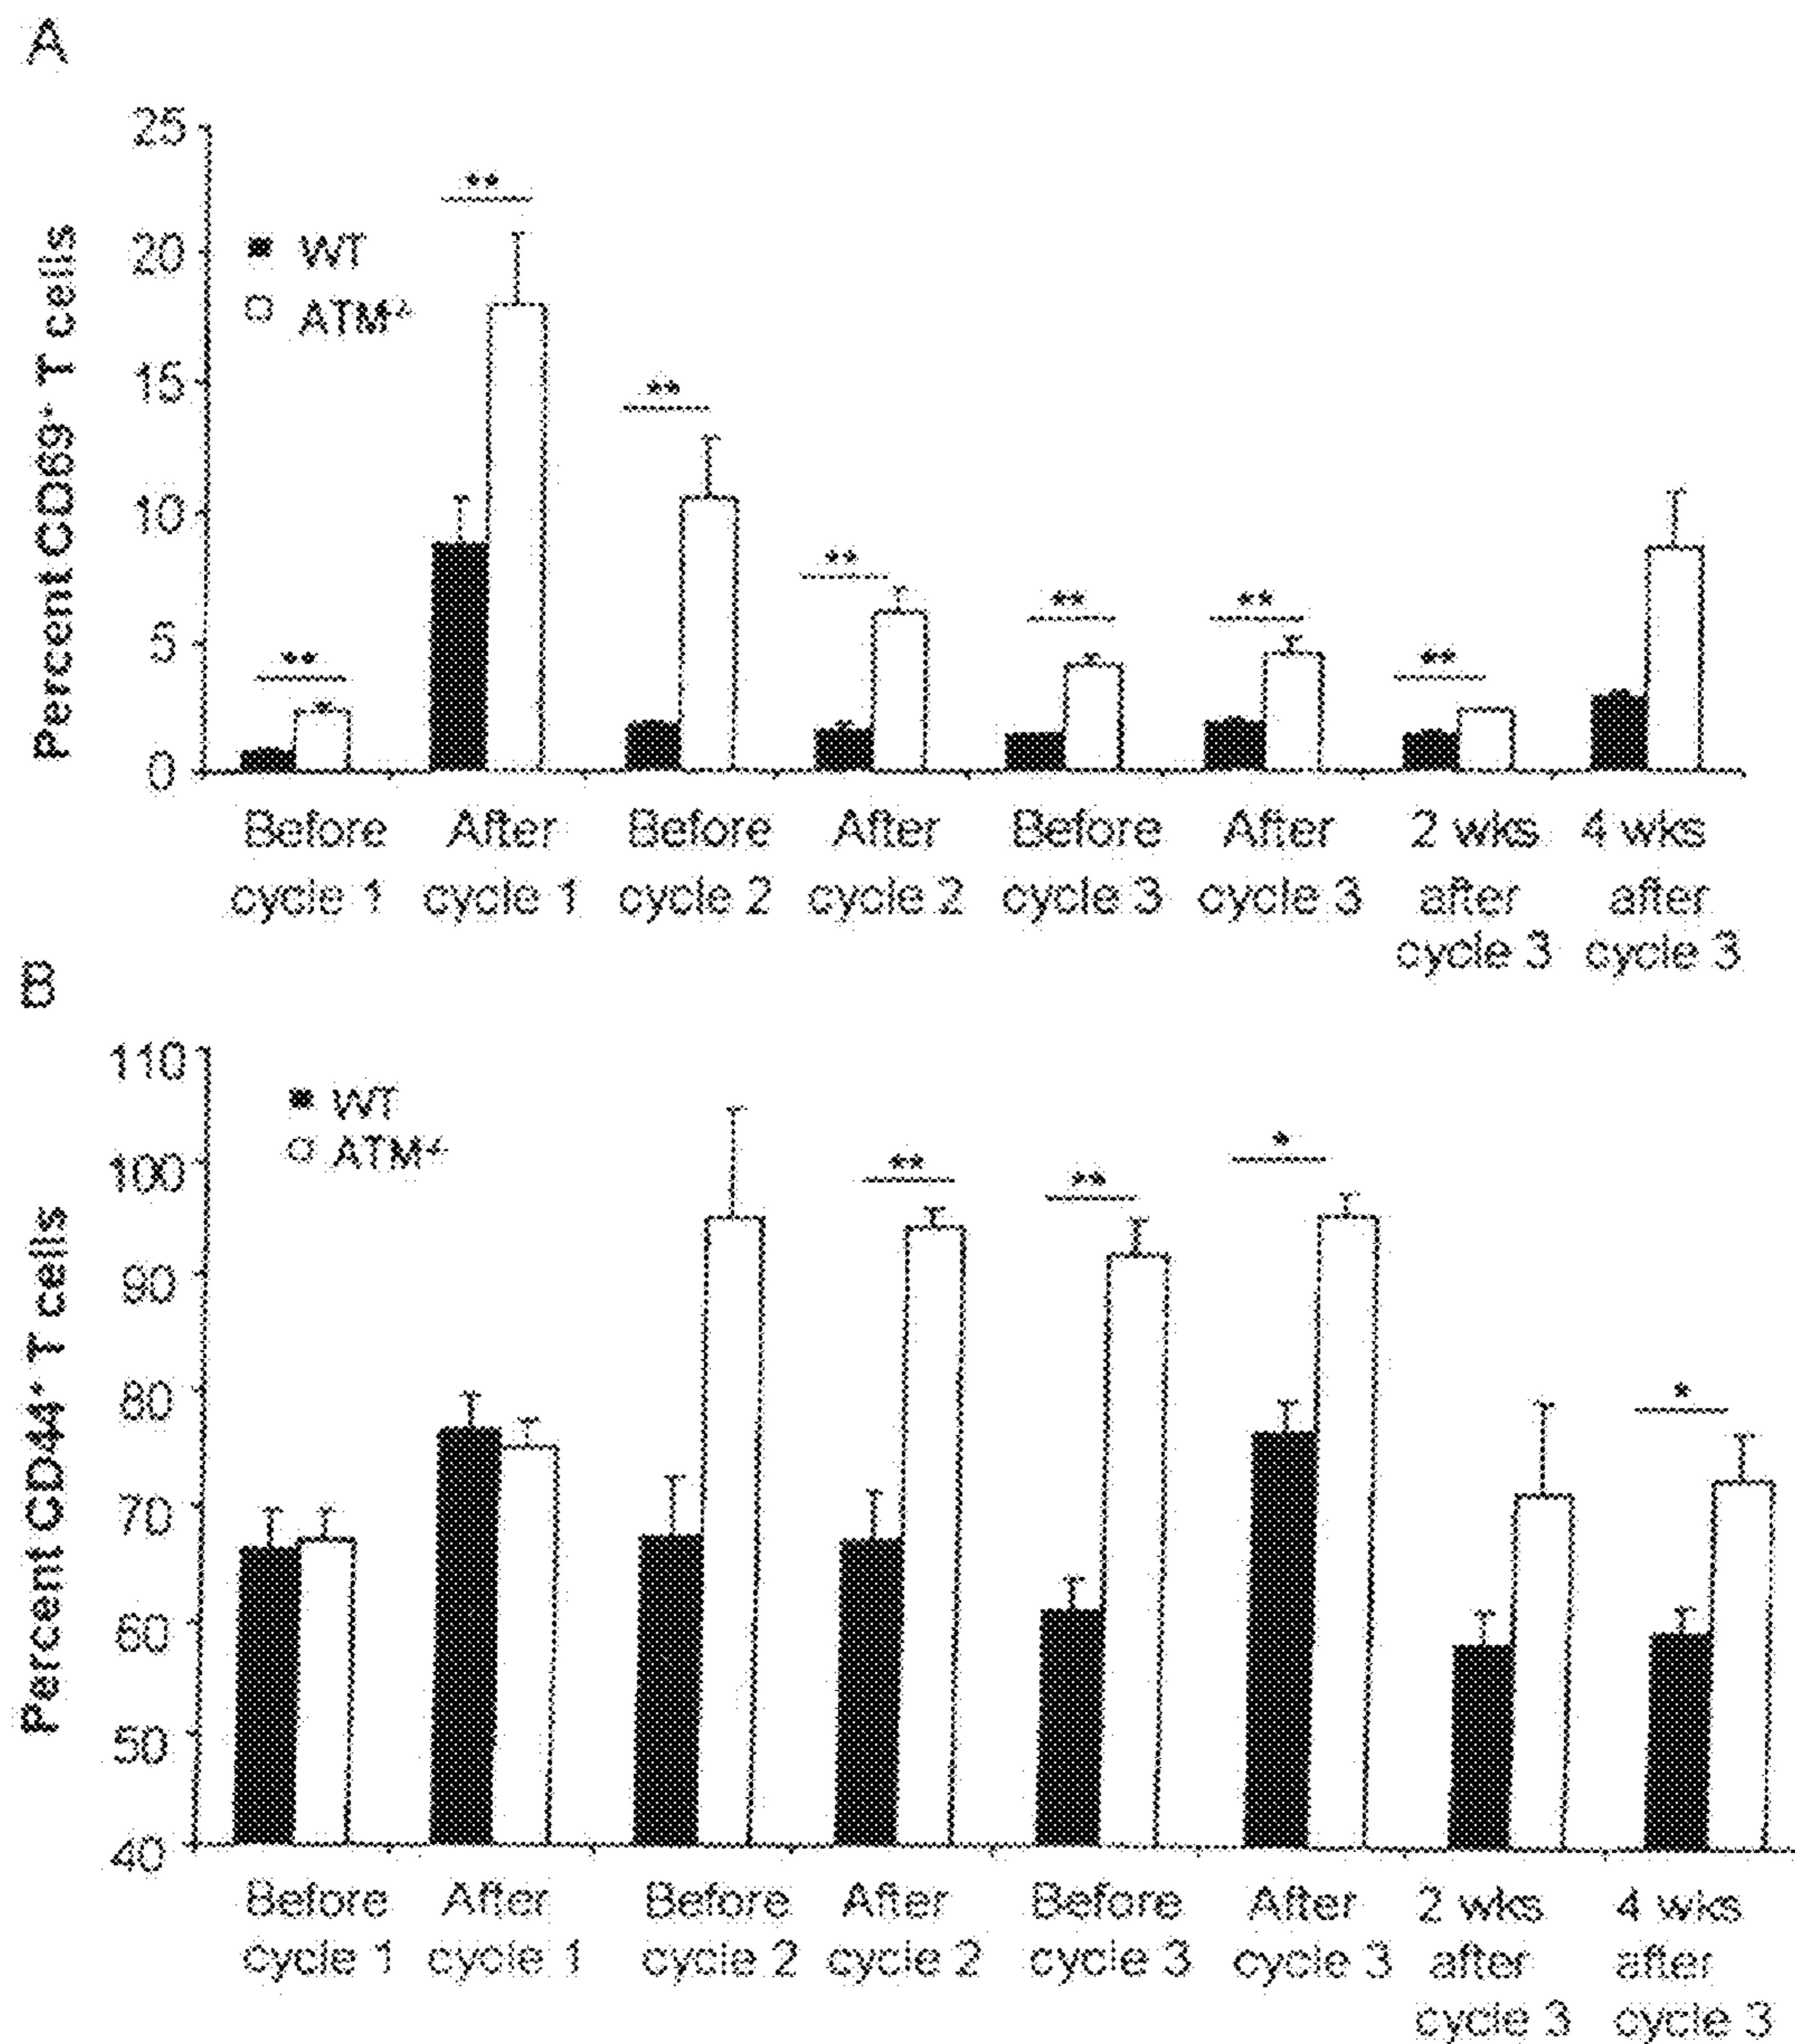 A
Percent CD69⁺ T cells
25
20
15
10
5
0
WT
ATM⁻/⁻
**
**
**
**
**
**
**
Before After Before After Before After 2 wks 4 wks
cycle 1 cycle 1 cycle 2 cycle 2 cycle 3 cycle 3 after after
cycle 3 cycle 3
B
Percent CD44⁺ T cells
110
100
90
80
70
60
50
40
WT
ATM⁻/⁻
**
**
*
*
Before After Before After Before After 2 wks 4 wks
cycle 1 cycle 1 cycle 2 cycle 2 cycle 3 cycle 3 after after
cycle 3 cycle 3